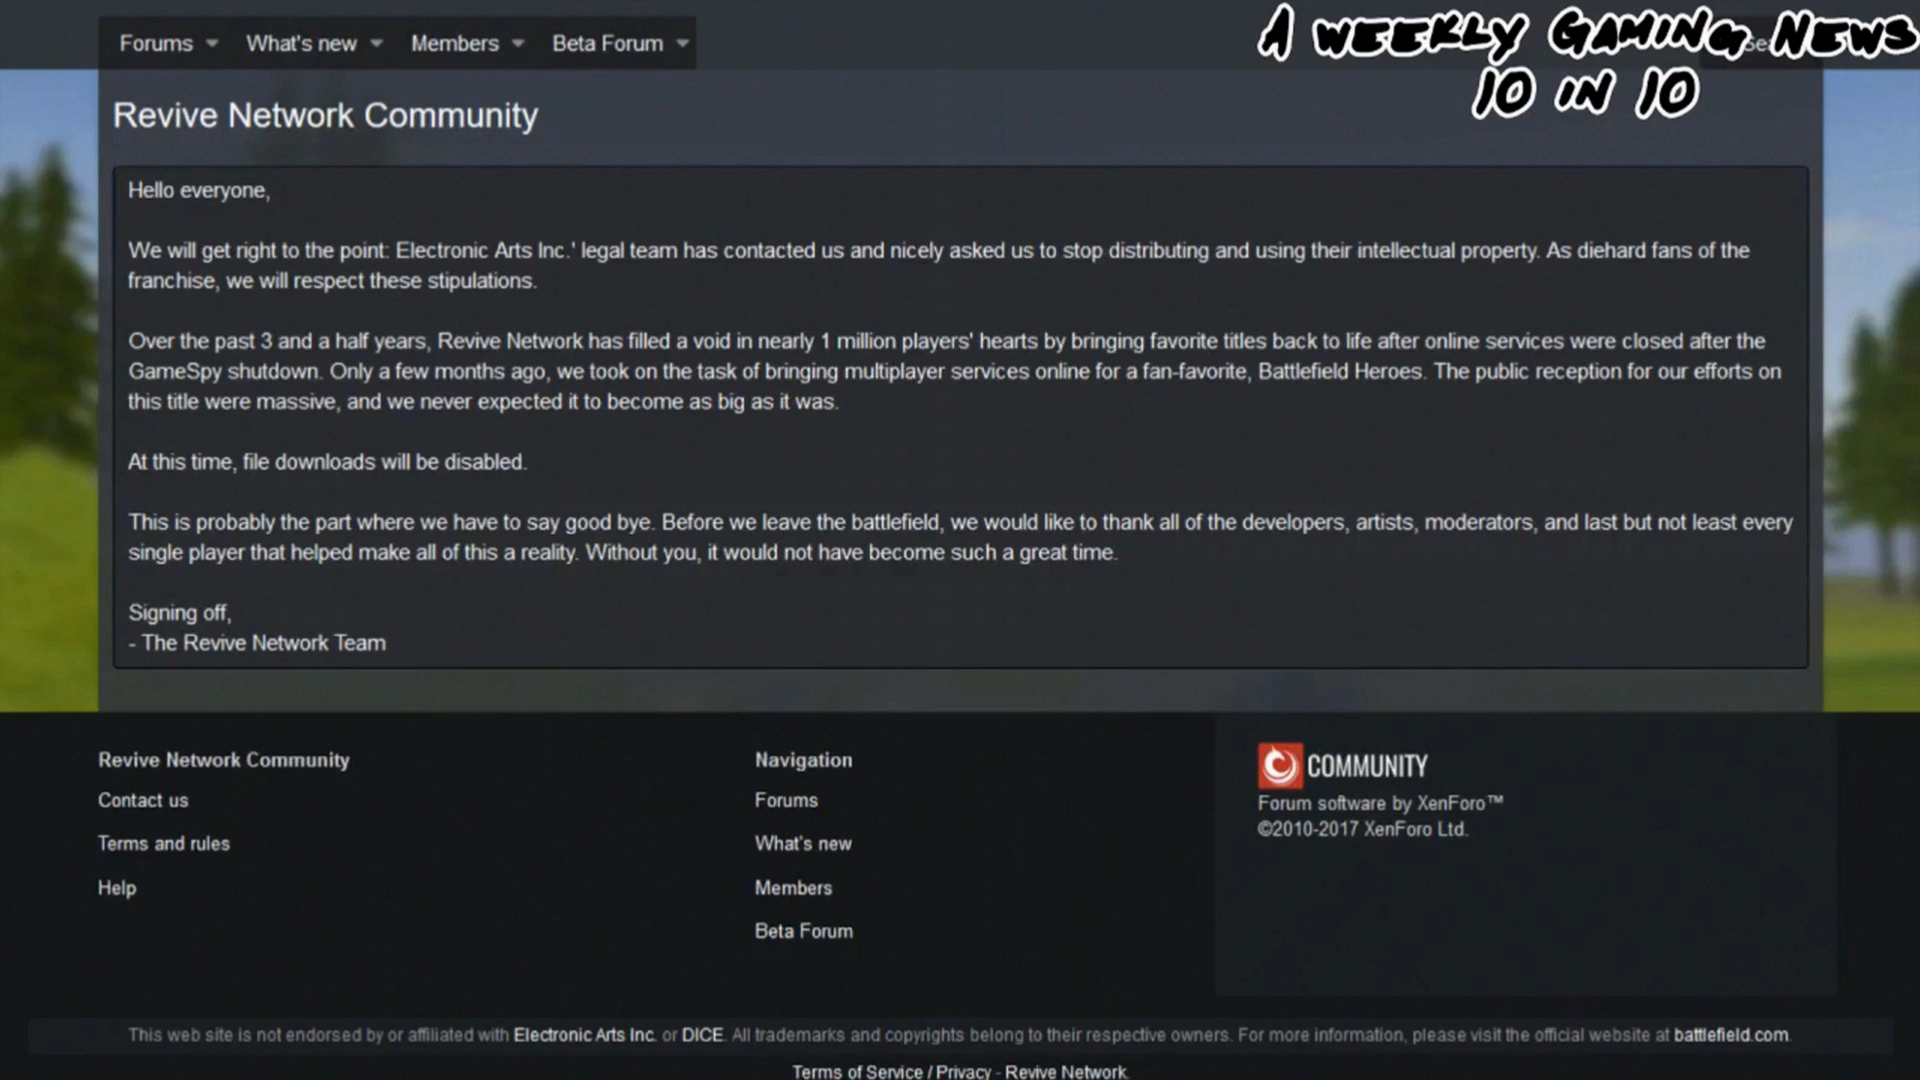 Forums What's new Members Beta Forum
A WEEKLY GAMING NEWS
10 IN 10
Revive Network Community
Hello everyone,
We will get right to the point: Electronic Arts Inc.' legal team has contacted us and nicely asked us to stop distributing and using their intellectual property. As diehard fans of the
franchise, we will respect these stipulations.
Over the past 3 and a half years, Revive Network has filled a void in nearly 1 million players' hearts by bringing favorite titles back to life after online services were closed after the
GameSpy shutdown. Only a few months ago, we took on the task of bringing multiplayer services online for a fan-favorite, Battlefield Heroes. The public reception for our efforts on
this title were massive, and we never expected it to become as big as it was.
At this time, file downloads will be disabled.
This is probably the part where we have to say good bye. Before we leave the battlefield, we would like to thank all of the developers, artists, moderators, and last but not least every
single player that helped make all of this a reality. Without you, it would not have become such a great time.
Signing off,
- The Revive Network Team
Revive Network Community
Contact us
Terms and rules
Help
Navigation
Forums
What's new
Members
Beta Forum
COMMUNITY
Forum software by XenForo™
©2010-2017 XenForo Ltd.
This web site is not endorsed by or affiliated with Electronic Arts Inc. or DICE. All trademarks and copyrights belong to their respective owners. For more information, please visit the official website at battlefield.com.
Terms of Service / Privacy - Revive Network.